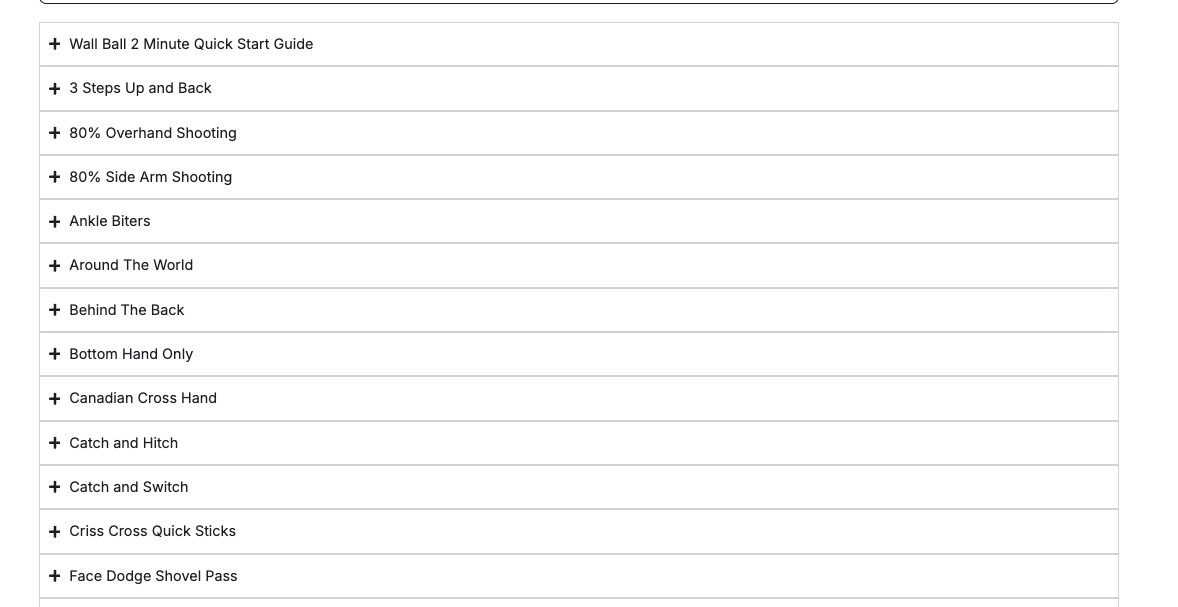 Wall Ball 2 Minute Quick Start Guide
3 Steps Up and Back
80% Overhand Shooting
80% Side Arm Shooting
Ankle Biters
Around The World
Behind The Back
Bottom Hand Only
Canadian Cross Hand
Catch and Hitch
Catch and Switch
Criss Cross Quick Sticks
Face Dodge Shovel Pass